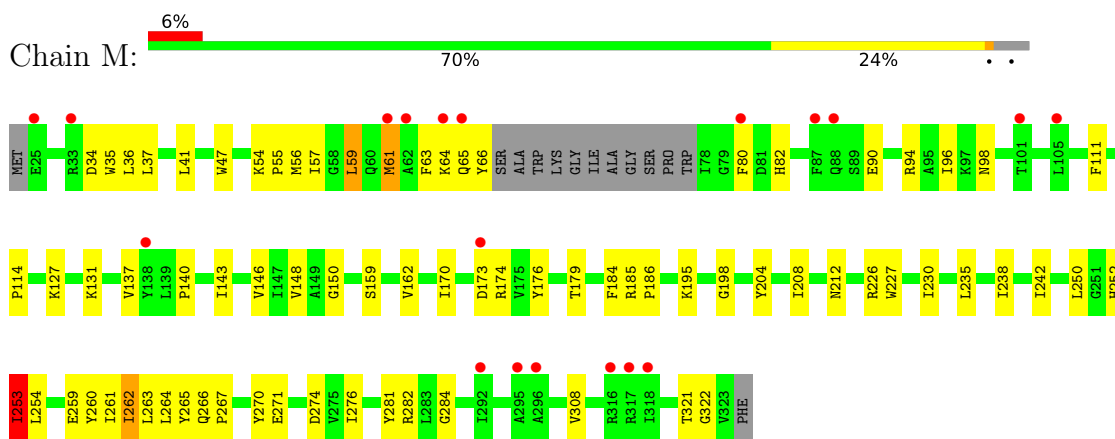 6%
Chain M:
70% 24% • •
MET E25 R33 D34 W35 L36 L37 L41 W47 K54 P55 M56 I57 G58 L59 Q60 M61 A62 F63 K64 Q65 Y66 SER ALA TRP LYS GLY ILE ALA GLY SER PRO TRP I78 G79 F80 D81 H82 F87 Q88 S89 E90 R94 A95 I96 K97 N98 T101 L105 F111
P114 K127 K131 V137 Y138 L139 P140 I143 V146 I147 V148 A149 G150 S159 V162 I170 D173 R174 V175 Y176 T179 F184 R185 P186 K195 G198 Y204 I208 N212 R226 W227 I230 L235 I238 I242 L250 G251 H252
I253 L254 E259 Y260 I261 I262 L263 L264 Y265 Q266 P267 Y270 E271 D274 V275 I276 Y281 R282 L283 G284 I292 A295 A296 V308 R316 R317 I318 T321 G322 V323 PHE